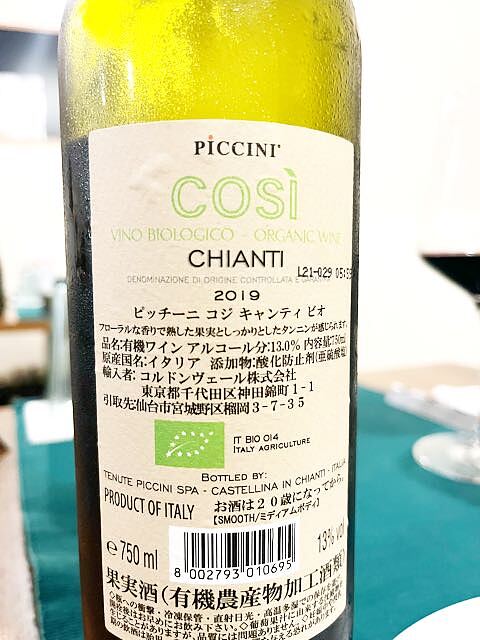 PICCINI
COSÌ
VINO BIOLOGICO - ORGANIC WINE
CHIANTI
L21-029 05:59
DENOMINAZIONE DI ORIGINE CONTROLLATA E GARANTITA
2019
ピッチーニ コジ キャンティ ビオ
フローラルな香りで熟した果実としっかりとしたタンニンが感じられます。
品名:有機ワイン アルコール分:13.0% 内容量750ml
原産国名:イタリア 添加物:酸化防止剤(亜硫酸塩)
輸入者: コルドンヴェール株式会社
東京都千代田区神田錦町1-1
引取先:仙台市宮城野区榴岡3-7-35
IT BIO 014
ITALY AGRICULTURE
BOTTLED BY:
TENUTE PICCINI SPA - CASTELLINA IN CHIANTI - ITALIA
PRODUCT OF ITALY
お酒は20歳になってから。
【SMOOTH/ミディアムボディ】
e 750 ml
13% vol
8 002793 010695
果実酒(有機農産物加工酒類)